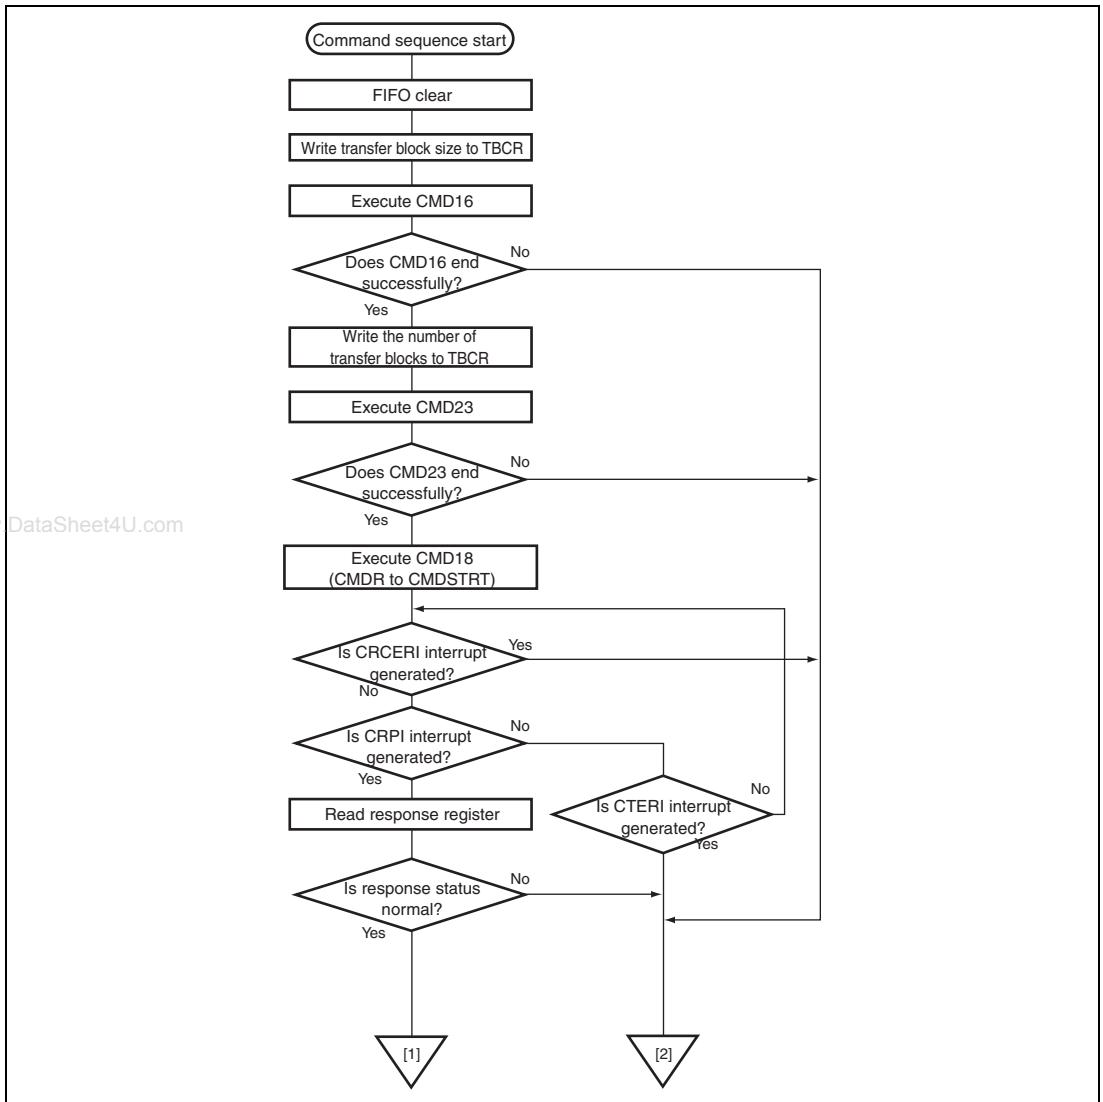 Command sequence start
FIFO clear
Write transfer block size to TBCR
Execute CMD16
Does CMD16 end
successfully?
No
Yes
Write the number of
transfer blocks to TBCR
Execute CMD23
Does CMD23 end
successfully?
No
Yes
DataSheet4U.com
Execute CMD18
(CMDR to CMDSTRT)
Is CRCERI interrupt
generated?
Yes
No
Is CRPI interrupt
generated?
No
Yes
Is CTERI interrupt
generated?
No
Yes
Read response register
Is response status
normal?
No
Yes
[1]
[2]